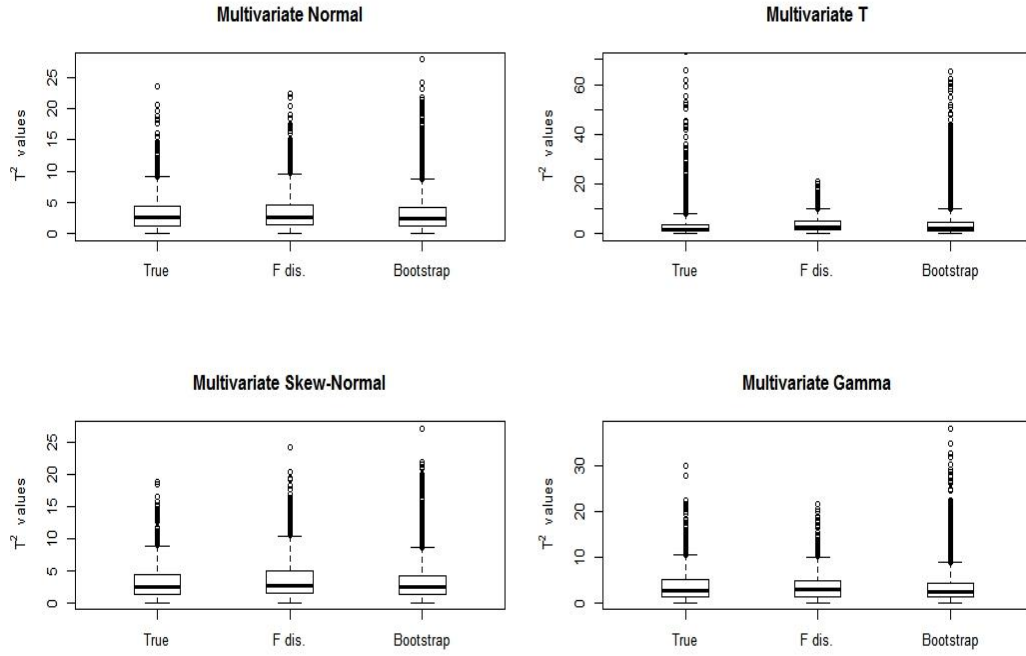 Multivariate Normal
T² values
0 5 10 15 20 25
True F dis. Bootstrap
Multivariate T
T² values
0 20 40 60
True F dis. Bootstrap
Multivariate Skew-Normal
T² values
0 5 10 15 20 25
True F dis. Bootstrap
Multivariate Gamma
T² values
0 10 20 30
True F dis. Bootstrap